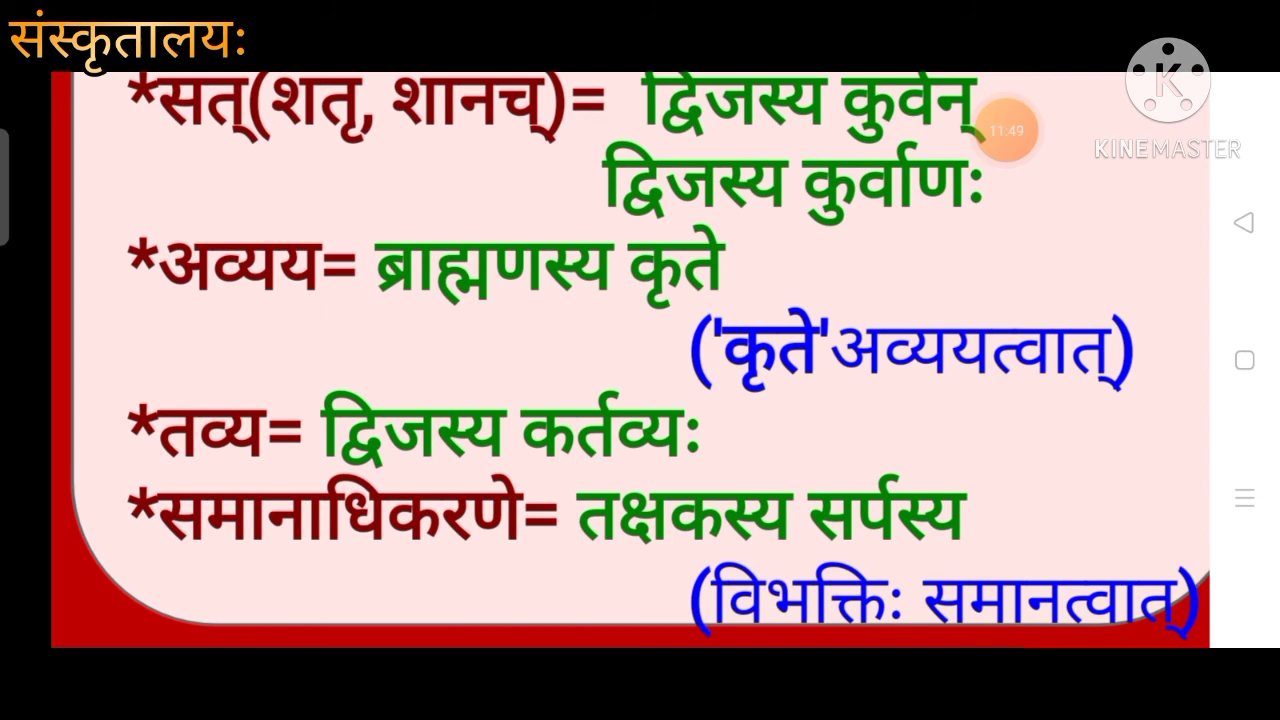 संस्कृतालयः
*सत्(शतृ, शानच्)= द्विजस्य कुर्वन्
11:49
KINEMASTER
द्विजस्य कुर्वाणः
*अव्यय= ब्राह्मणस्य कृते
('कृते'अव्ययत्वात्)
*तव्य= द्विजस्य कर्तव्यः
*समानाधिकरणे= तक्षकस्य सर्पस्य
(विभक्तिः समानत्वात्)